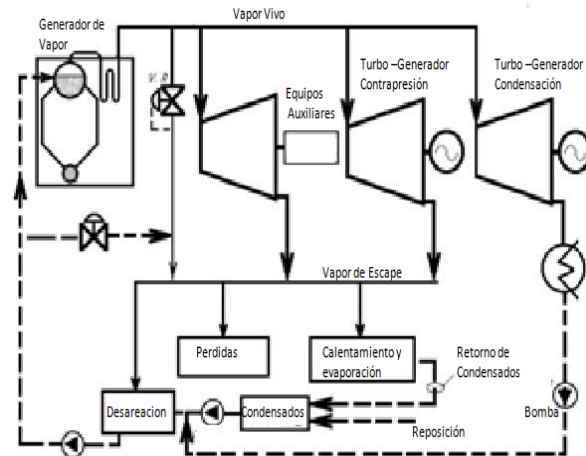 Vapor Vivo
Generador de
Vapor
Turbo –Generador
Contrapresión
Turbo –Generador
Condensación
V. R
Equipos
Auxiliares
Vapor de Escape
Perdidas
Calentamiento y
evaporación
Retorno de
Condensados
Desareacion
Condensados
Reposición
Bomba